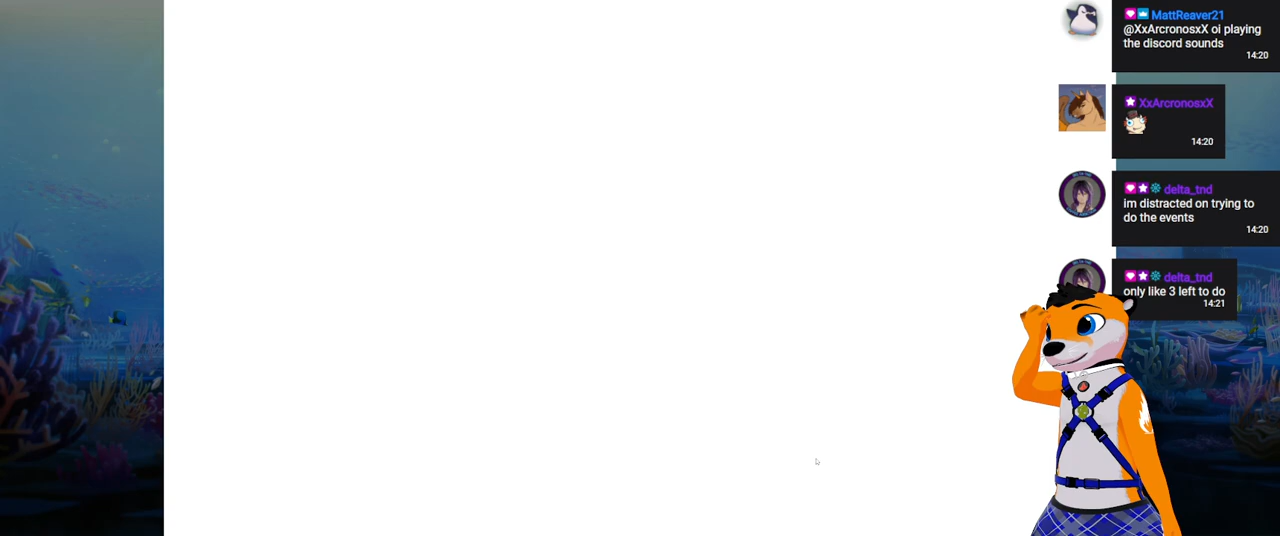 MattReaver21
@XxArcronosxX oi playing
the discord sounds
14:20
XxArcronosxX
14:20
delta_tnd
im distracted on trying to
do the events
14:20
delta_tnd
only like 3 left to do
14:21